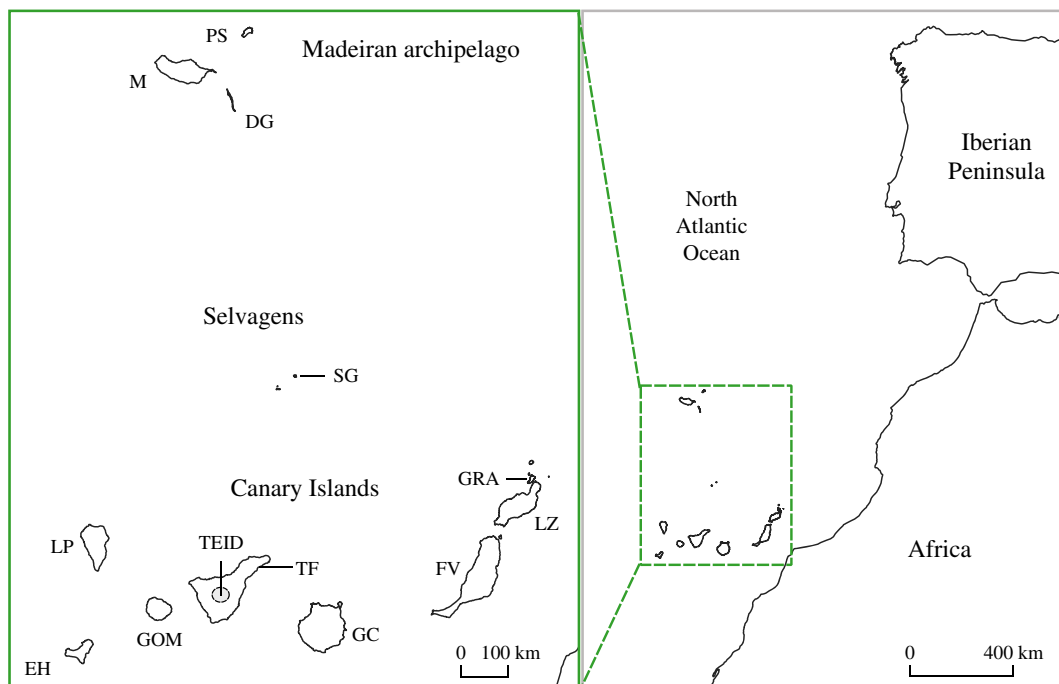 PS
Madeiran archipelago
M
DG
Selvagens
SG
GRA
Canary Islands
LZ
LP
TEID
TF
FV
GOM
GC
EH
0 100 km
Iberian
Peninsula
North
Atlantic
Ocean
Africa
0 400 km